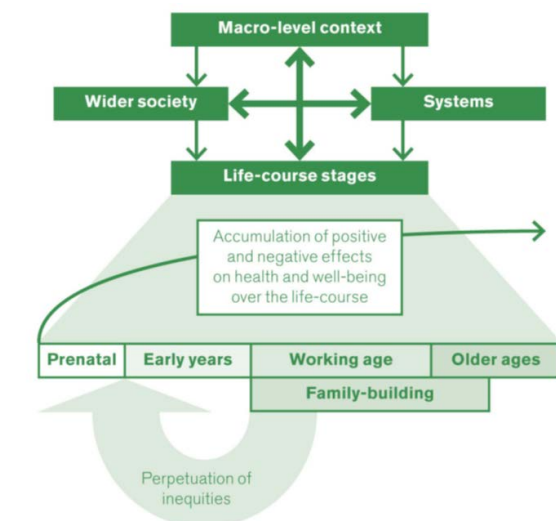 Macro-level context
Wider society
Systems
Life-course stages
Accumulation of positive
and negative effects
on health and well-being
over the life-course
Prenatal
Early years
Working age
Older ages
Family-building
Perpetuation of
inequities